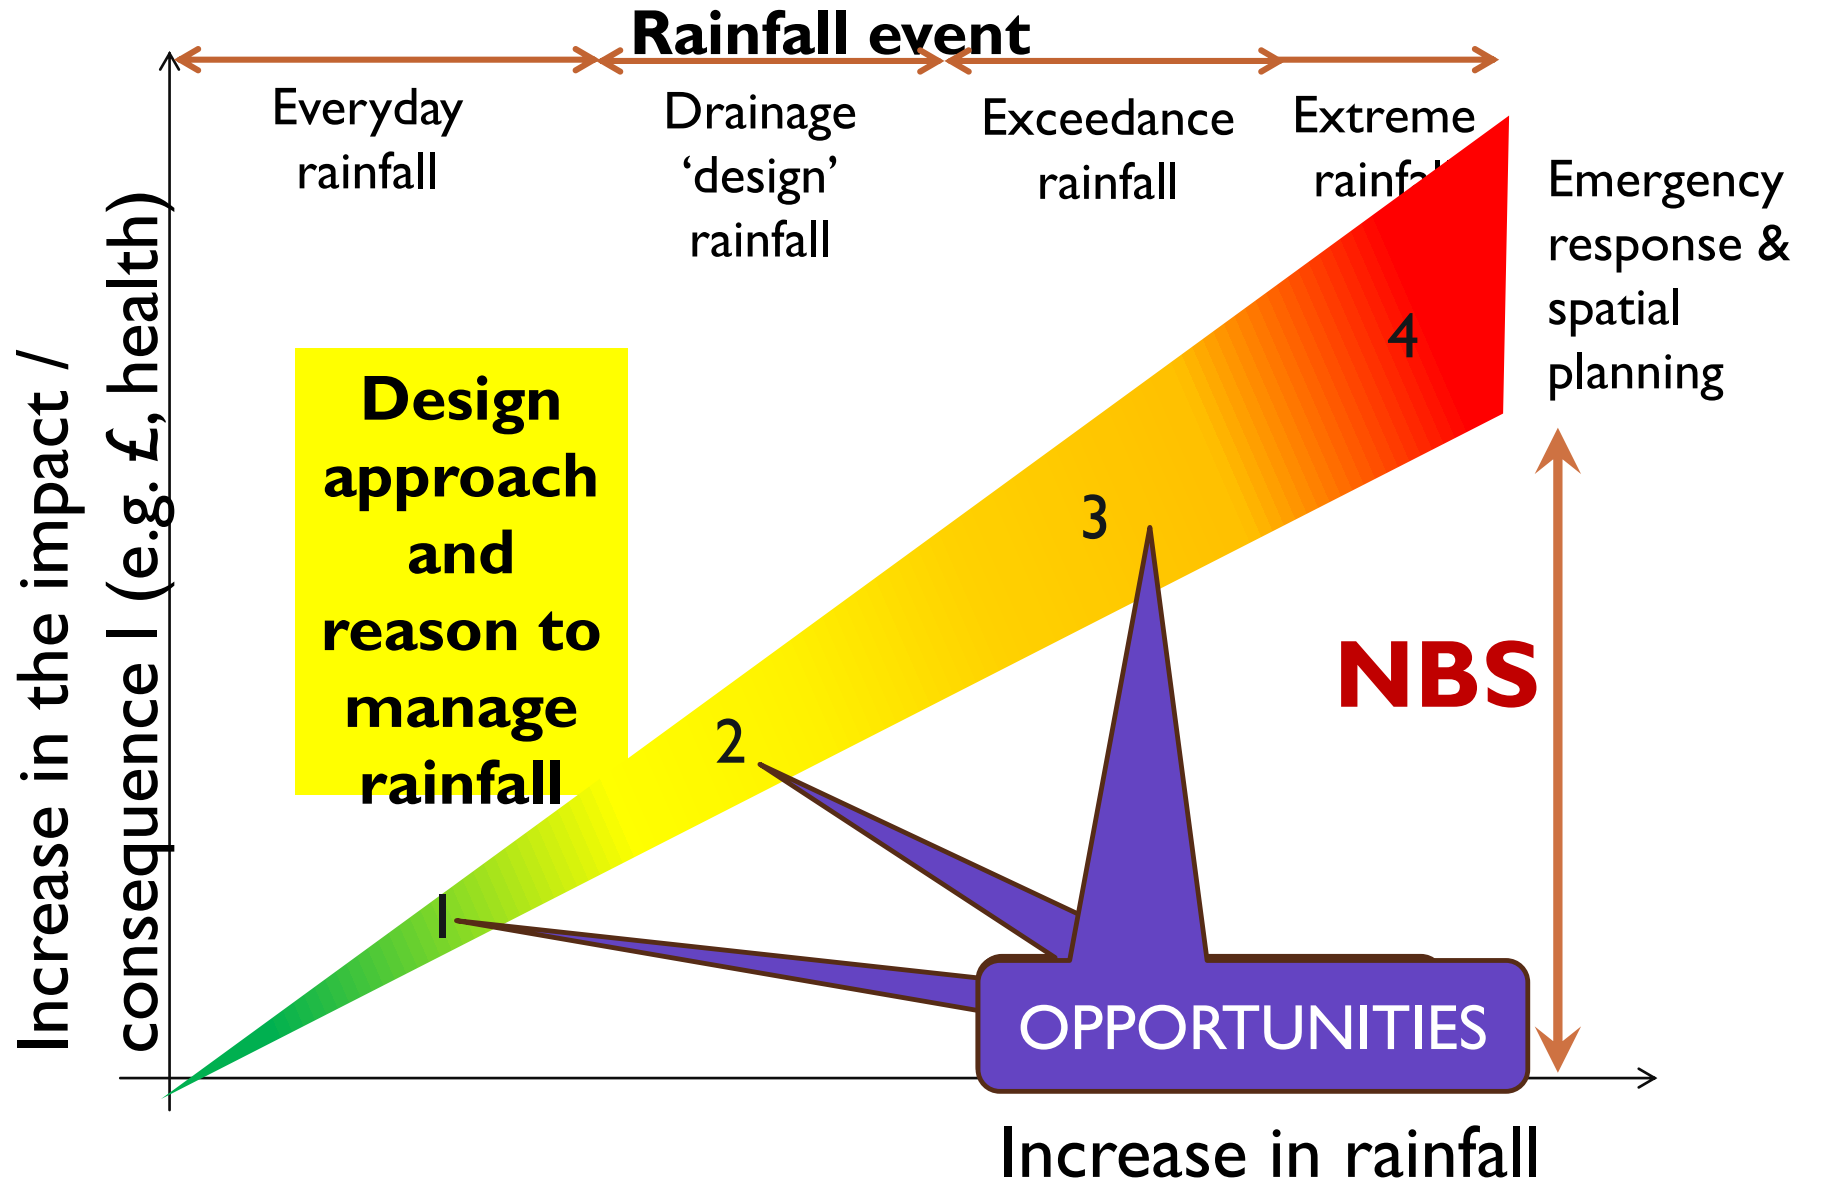 Rainfall event
Everyday
rainfall
Drainage
‘design’
rainfall
Exceedance
rainfall
Extreme
rainfall
Emergency
response &
spatial
planning
Increase in the impact /
consequence I (e.g. £, health)
Design
approach
and
reason to
manage
rainfall
1
2
3
4
NBS
OPPORTUNITIES
Increase in rainfall